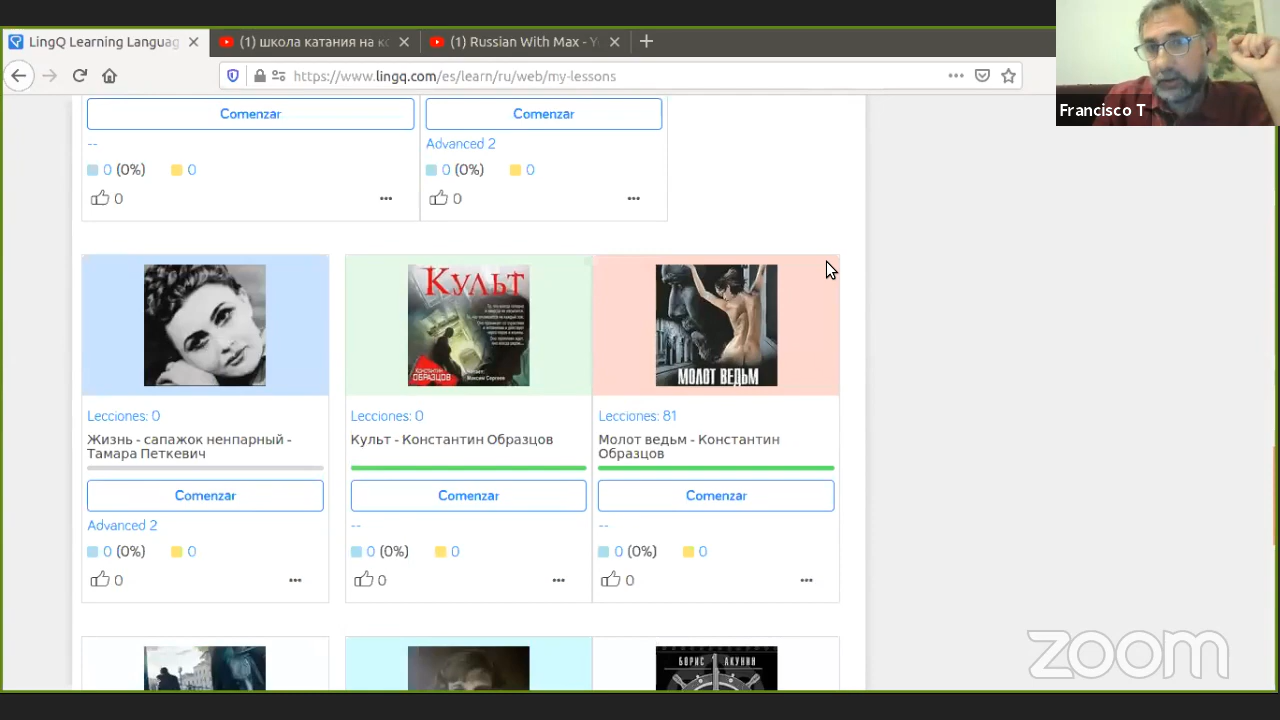 LingQ Learning Languag
(1) школа катания на ко
(1) Russian With Max - Y
https://www.lingq.com/es/learn/ru/web/my-lessons
Francisco T
Comenzar
Comenzar
--
Advanced 2
0 (0%) 0
0 (0%) 0
0
0
КУЛЬТ
КОНСТАНТИН
ОБРАЗЦОВ
МОЛОТ ВЕДЬМ
Lecciones: 0
Lecciones: 0
Lecciones: 81
Жизнь - сапажок ненпарный -
Тамара Петкевич
Культ - Константин Образцов
Молот ведьм - Константин
Образцов
Comenzar
Comenzar
Comenzar
Advanced 2
--
--
0 (0%) 0
0 (0%) 0
0 (0%) 0
0
0
0
БОРИС АКУНИН
zoom